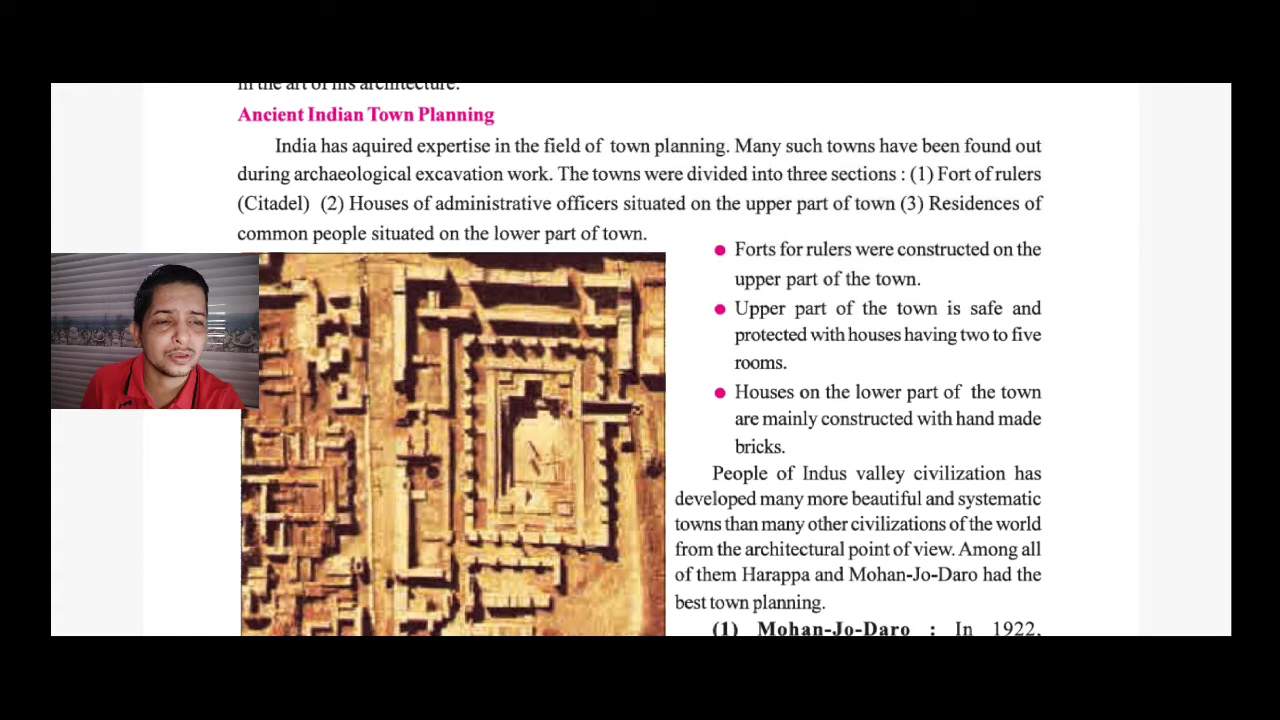 in the art of his architecture.
Ancient Indian Town Planning
India has aquired expertise in the field of town planning. Many such towns have been found out
during archaeological excavation work. The towns were divided into three sections : (1) Fort of rulers
(Citadel) (2) Houses of administrative officers situated on the upper part of town (3) Residences of
common people situated on the lower part of town.
● Forts for rulers were constructed on the
upper part of the town.
● Upper part of the town is safe and
protected with houses having two to five
rooms.
● Houses on the lower part of the town
are mainly constructed with hand made
bricks.
People of Indus valley civilization has
developed many more beautiful and systematic
towns than many other civilizations of the world
from the architectural point of view. Among all
of them Harappa and Mohan-Jo-Daro had the
best town planning.
(1) Mohan-Jo-Daro : In 1922,